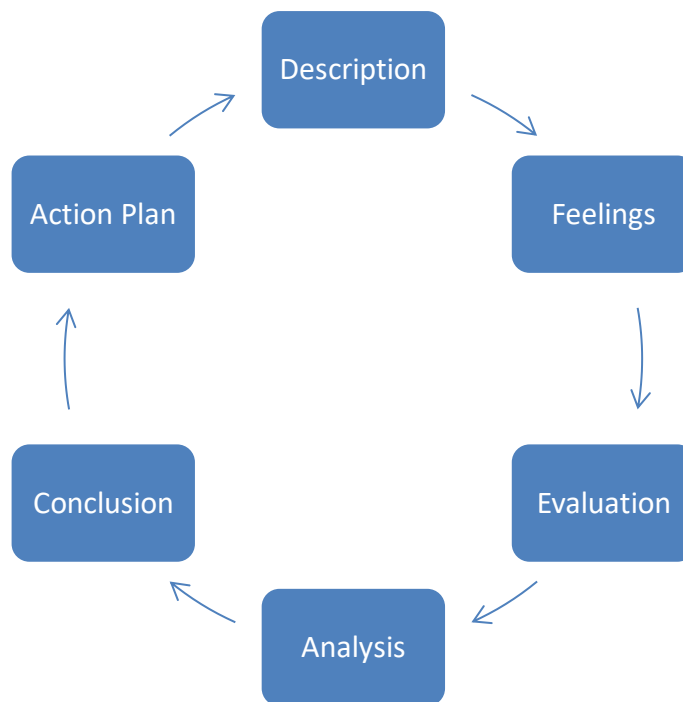 Description
Feelings
Evaluation
Analysis
Conclusion
Action Plan